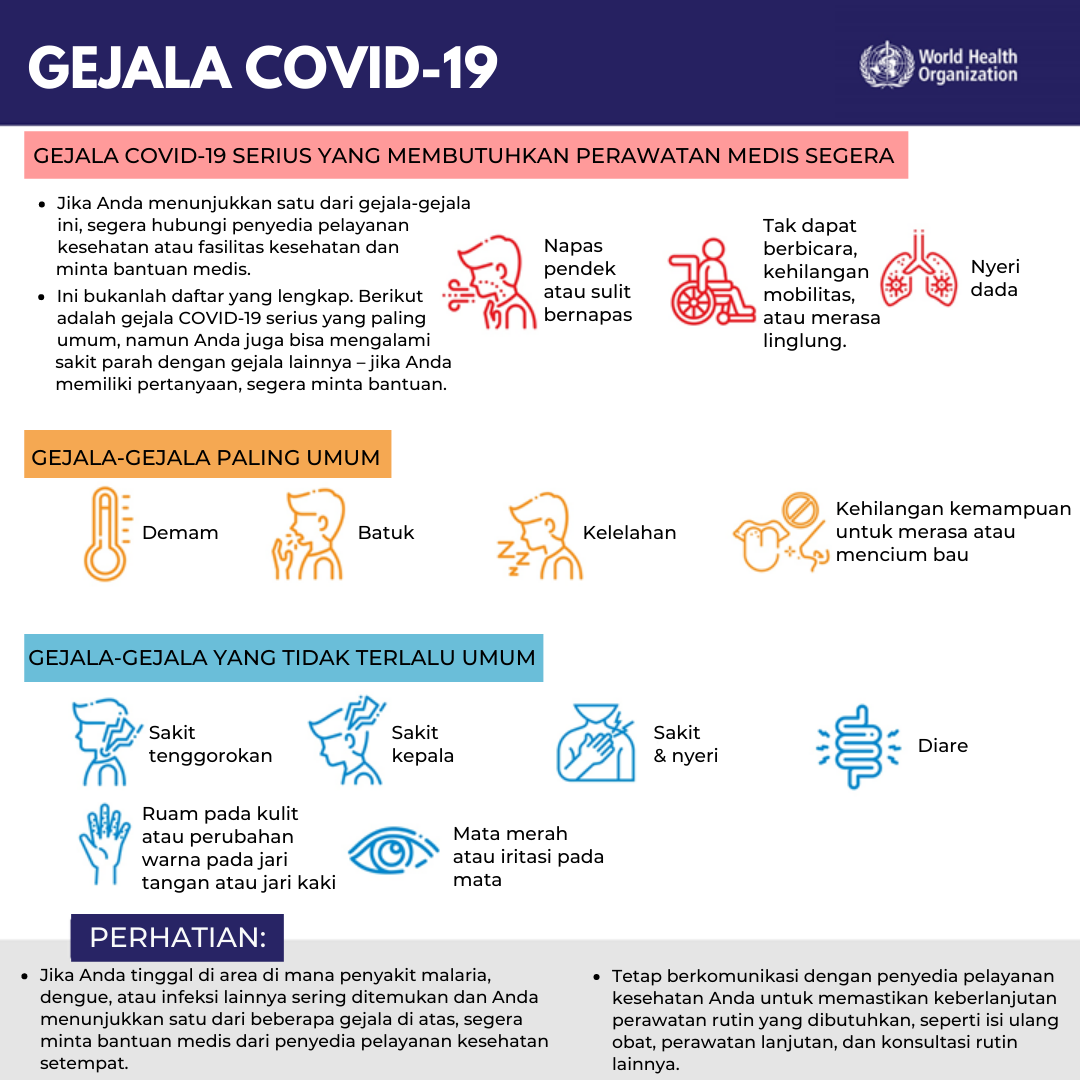 GEJALA COVID-19
World Health
Organization
GEJALA COVID-19 SERIUS YANG MEMBUTUHKAN PERAWATAN MEDIS SEGERA
• Jika Anda menunjukkan satu dari gejala-gejala
ini, segera hubungi penyedia pelayanan
kesehatan atau fasilitas kesehatan dan
minta bantuan medis.
• Ini bukanlah daftar yang lengkap. Berikut
adalah gejala COVID-19 serius yang paling
umum, namun Anda juga bisa mengalami
sakit parah dengan gejala lainnya – jika Anda
memiliki pertanyaan, segera minta bantuan.
Napas
pendek
atau sulit
bernapas
Tak dapat
berbicara,
kehilangan
mobilitas,
atau merasa
linglung.
Nyeri
dada
GEJALA-GEJALA PALING UMUM
Demam
Batuk
Kelelahan
Kehilangan kemampuan
untuk merasa atau
mencium bau
GEJALA-GEJALA YANG TIDAK TERLALU UMUM
Sakit
tenggorokan
Sakit
kepala
Sakit
& nyeri
Diare
Ruam pada kulit
atau perubahan
warna pada jari
tangan atau jari kaki
Mata merah
atau iritasi pada
mata
PERHATIAN:
• Jika Anda tinggal di area di mana penyakit malaria,
dengue, atau infeksi lainnya sering ditemukan dan Anda
menunjukkan satu dari beberapa gejala di atas, segera
minta bantuan medis dari penyedia pelayanan kesehatan
setempat.
• Tetap berkomunikasi dengan penyedia pelayanan
kesehatan Anda untuk memastikan keberlanjutan
perawatan rutin yang dibutuhkan, seperti isi ulang
obat, perawatan lanjutan, dan konsultasi rutin
lainnya.